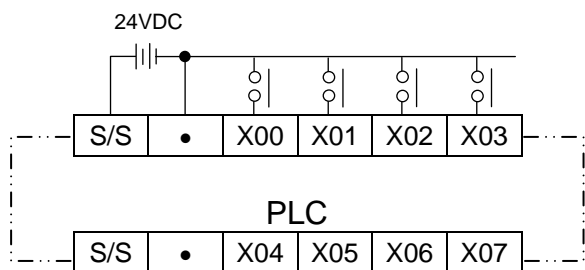 24VDC
S/S • X00 X01 X02 X03
PLC
S/S • X04 X05 X06 X07